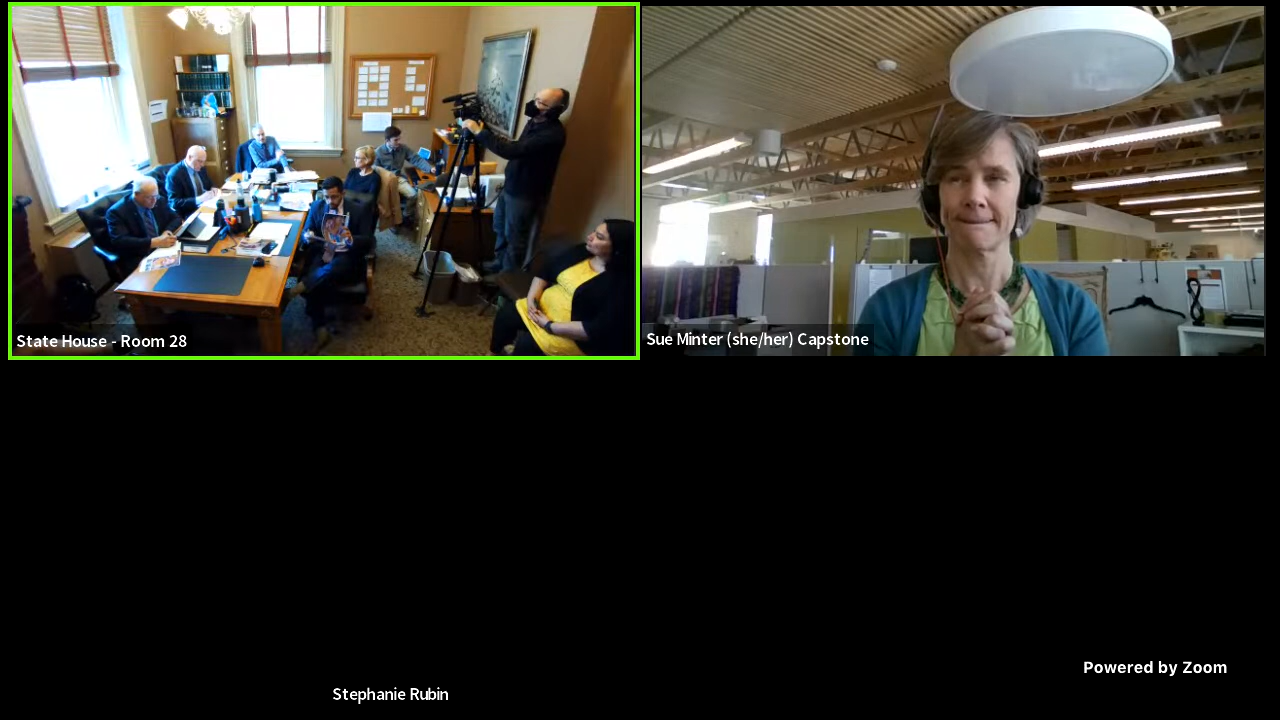 State House - Room 28
Sue Minter (she/her) Capstone
Powered by Zoom
Stephanie Rubin